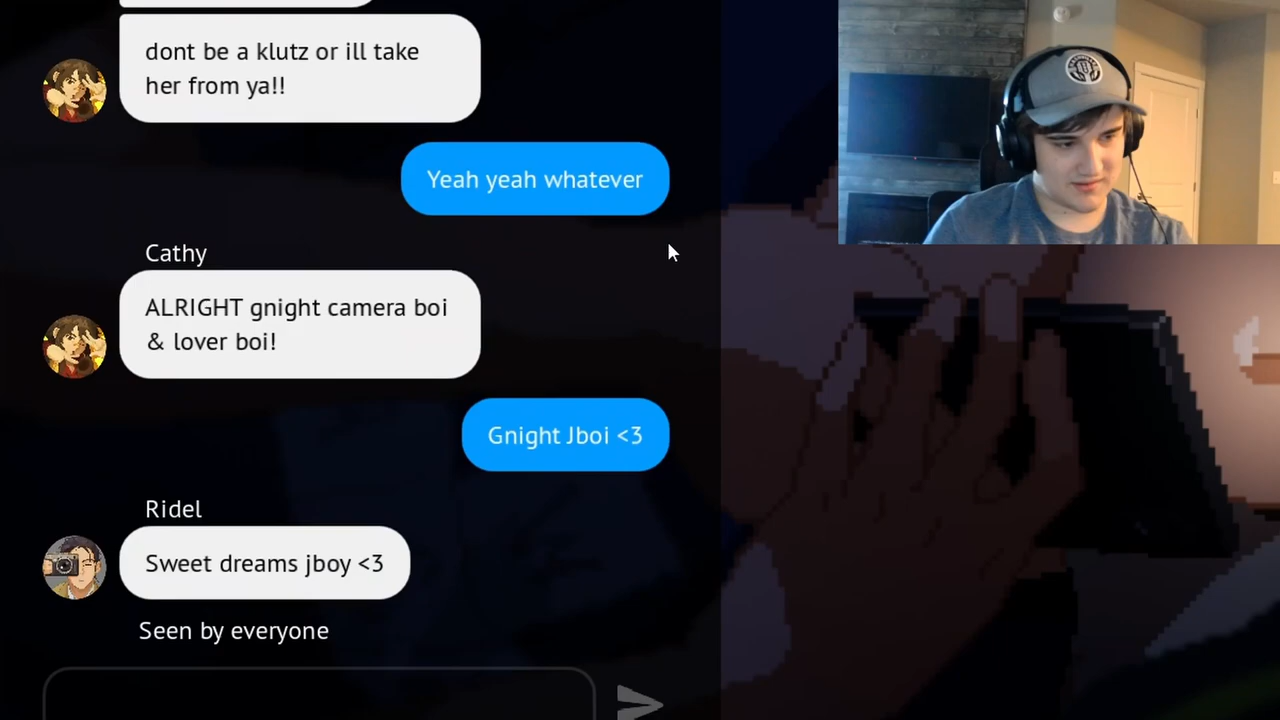 dont be a klutz or ill take
her from ya!!
Yeah yeah whatever
Cathy
ALRIGHT gnight camera boi
& lover boi!
Gnight Jboi <3
Ridel
Sweet dreams jboy <3
Seen by everyone